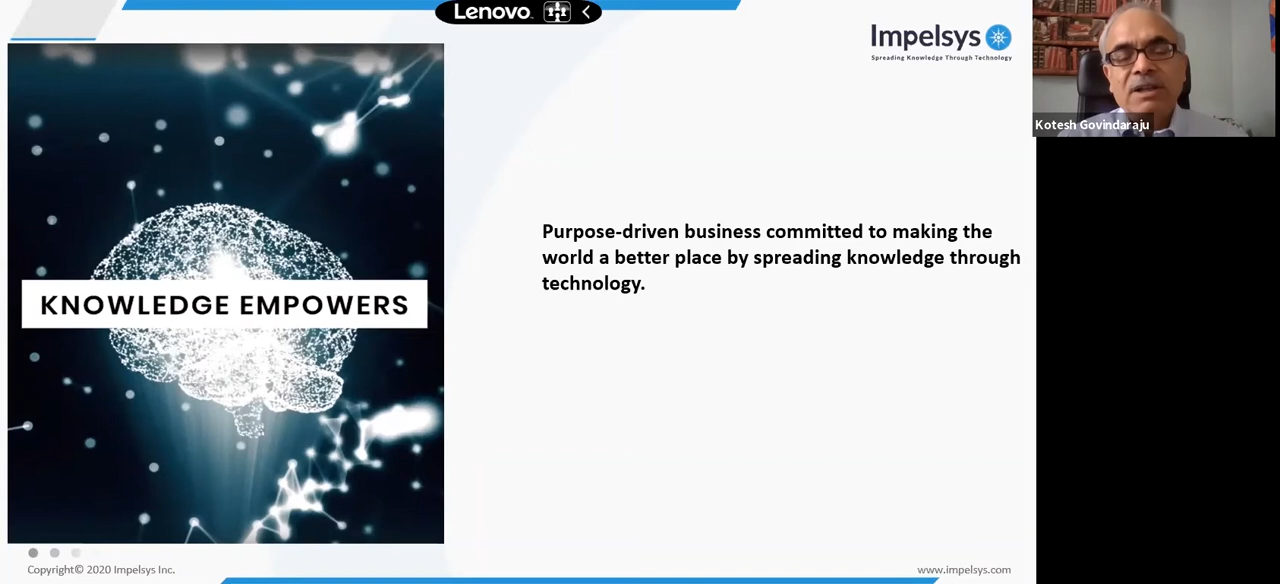 Lenovo
Impelsys
Spreading Knowledge Through Technology
Kotesh Govindaraju
KNOWLEDGE EMPOWERS
Purpose-driven business committed to making the
world a better place by spreading knowledge through
technology.
Copyright© 2020 Impelsys Inc.
www.impelsys.com